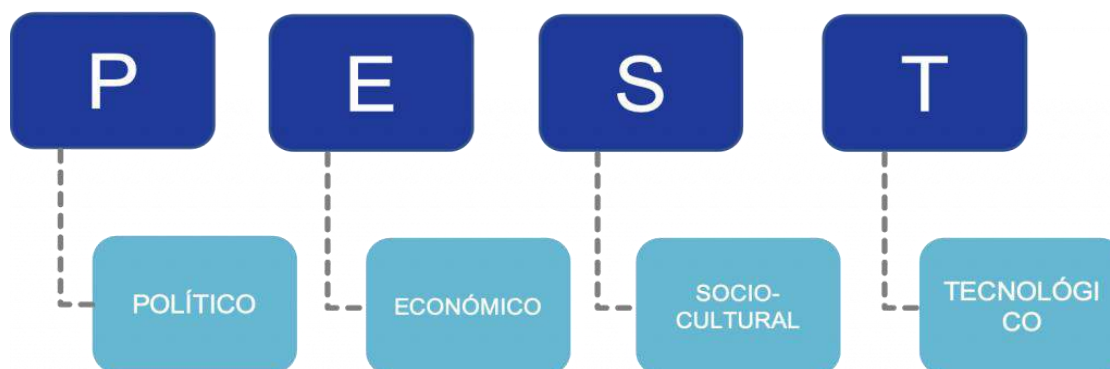 P
E
S
T
POLÍTICO
ECONÓMICO
SOCIO-
CULTURAL
TECNOLÓGI
CO